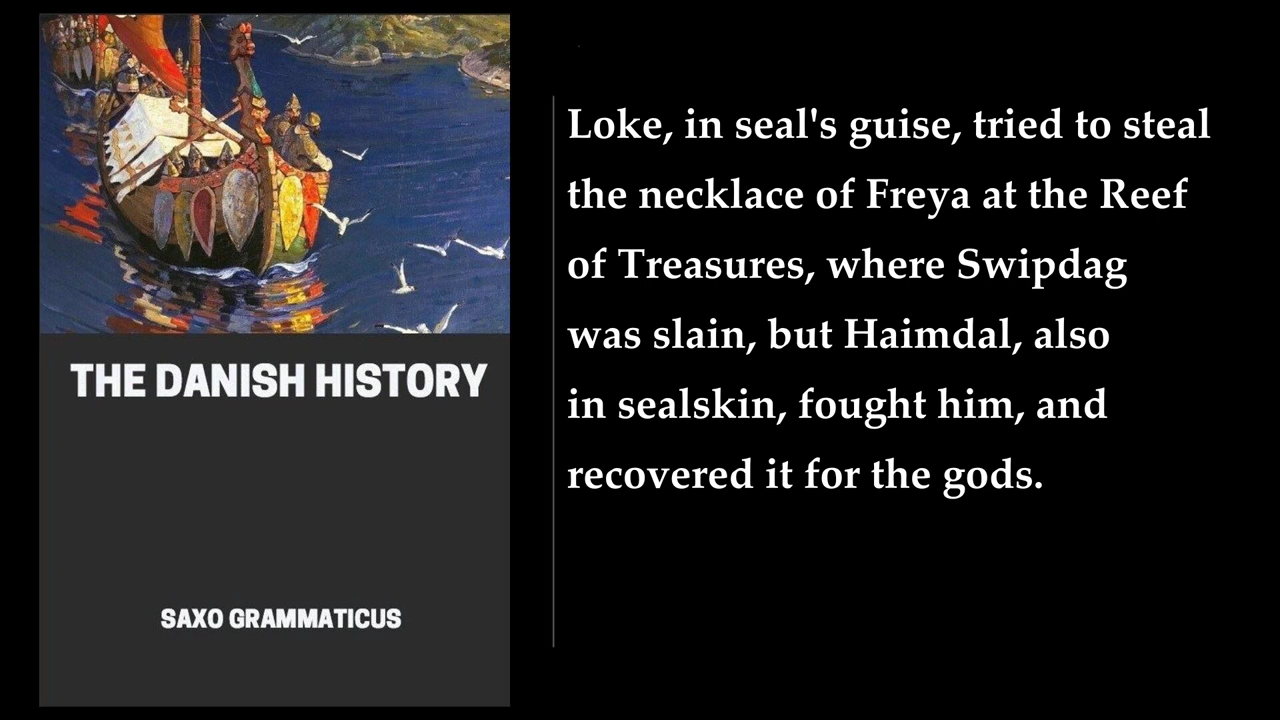 THE DANISH HISTORY
SAXO GRAMMATICUS
Loke, in seal's guise, tried to steal
the necklace of Freya at the Reef
of Treasures, where Swipdag
was slain, but Haimdal, also
in sealskin, fought him, and
recovered it for the gods.